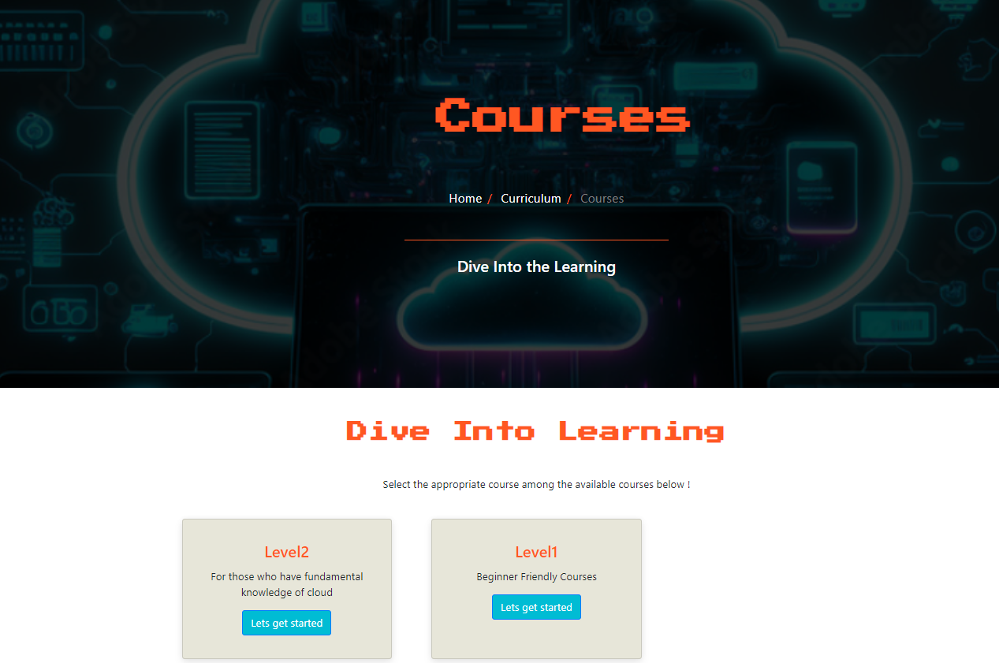 Courses
Home / Curriculum / Courses
Dive Into the Learning
Dive Into Learning
Select the appropriate course among the available courses below !
Level2
For those who have fundamental
knowledge of cloud
Lets get started
Level1
Beginner Friendly Courses
Lets get started